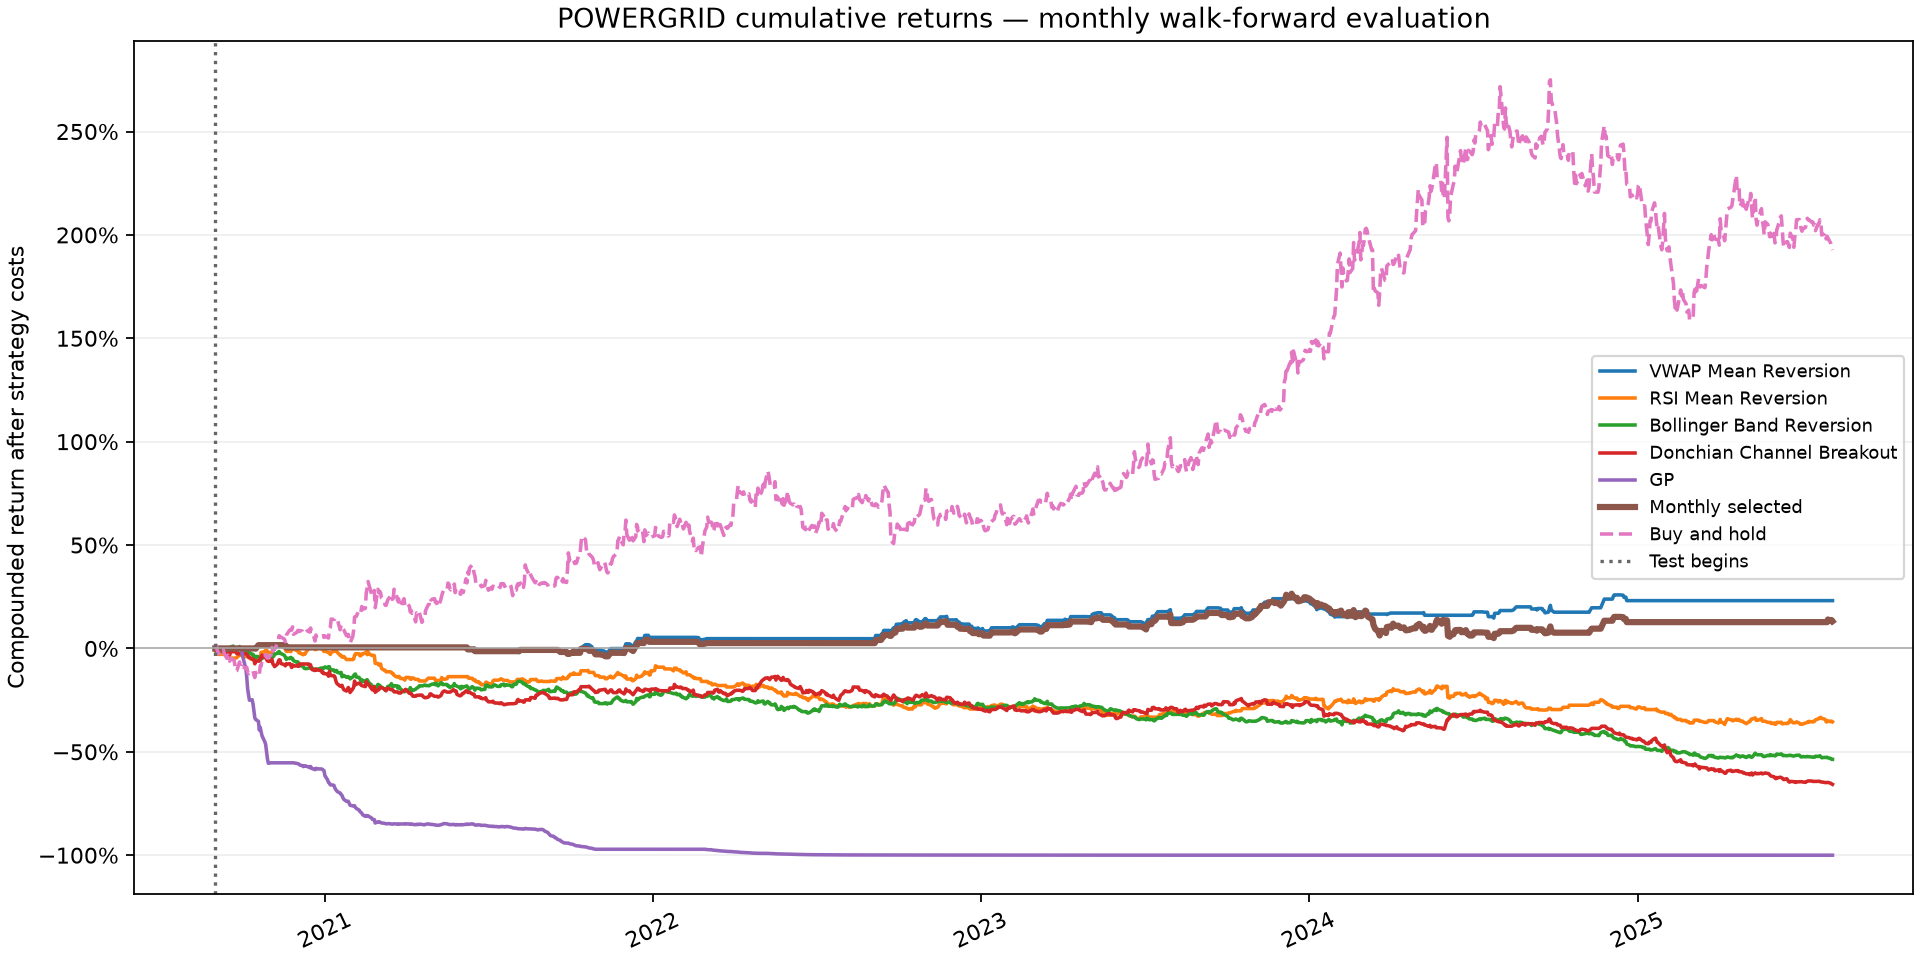 POWERGRID cumulative returns — monthly walk-forward evaluation
Compounded return after strategy costs
250%
200%
150%
100%
50%
0%
−50%
−100%
2021
2022
2023
2024
2025
VWAP Mean Reversion
RSI Mean Reversion
Bollinger Band Reversion
Donchian Channel Breakout
GP
Monthly selected
Buy and hold
Test begins